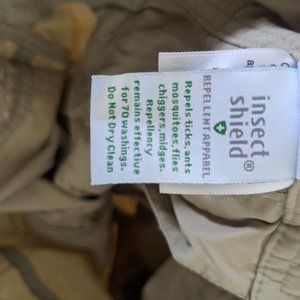 insect
shield®
REPELLENT APPAREL
Repels ticks, ants
mosquitoes, flies
chiggers, midges.
Repellency
remains effective
for 70 washings.
Do Not Dry Clean